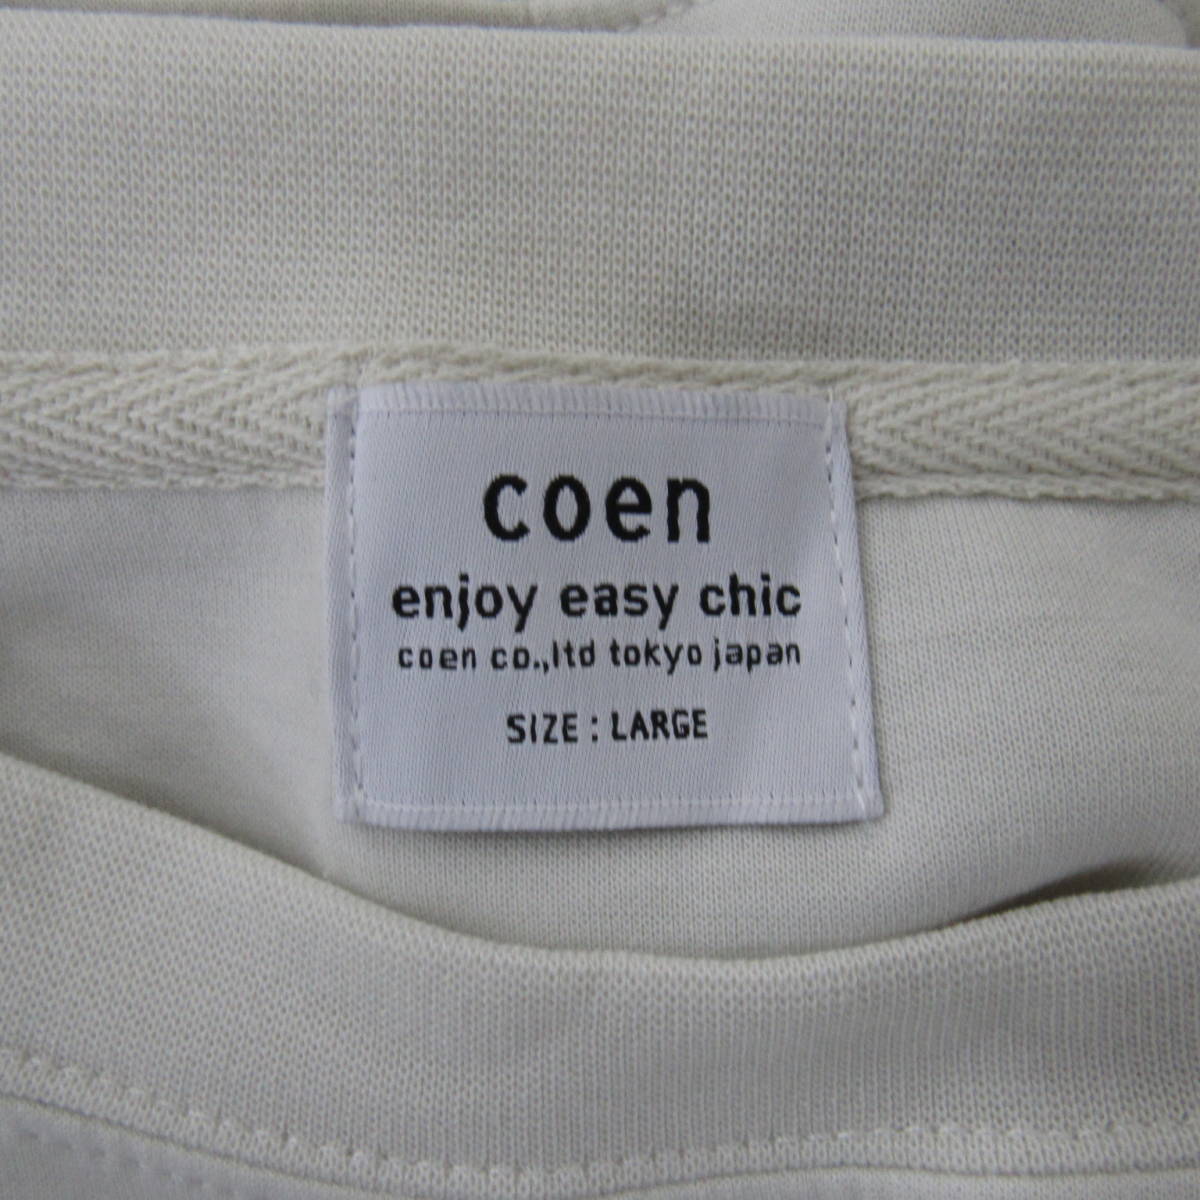 coen
enjoy easy chic
coen co.,ltd tokyo japan
SIZE : LARGE